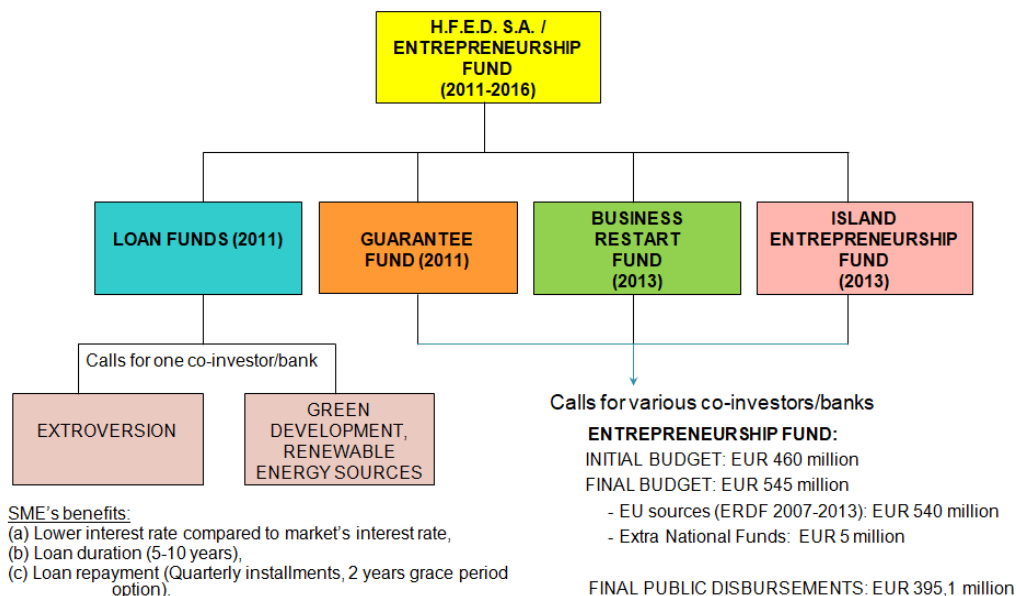 H.F.E.D. S.A. /
ENTREPRENEURSHIP
FUND
(2011-2016)
LOAN FUNDS (2011)
GUARANTEE
FUND (2011)
BUSINESS
RESTART
FUND
(2013)
ISLAND
ENTREPRENEURSHIP
FUND
(2013)
Calls for one co-investor/bank
EXTROVERSION
GREEN
DEVELOPMENT,
RENEWABLE
ENERGY SOURCES
SME's benefits:
(a) Lower interest rate compared to market's interest rate,
(b) Loan duration (5-10 years),
(c) Loan repayment (Quarterly installments, 2 years grace period
option).
Calls for various co-investors/banks
ENTREPRENEURSHIP FUND:
INITIAL BUDGET: EUR 460 million
FINAL BUDGET: EUR 545 million
- EU sources (ERDF 2007-2013): EUR 540 million
- Extra National Funds: EUR 5 million
FINAL PUBLIC DISBURSEMENTS: EUR 395,1 million